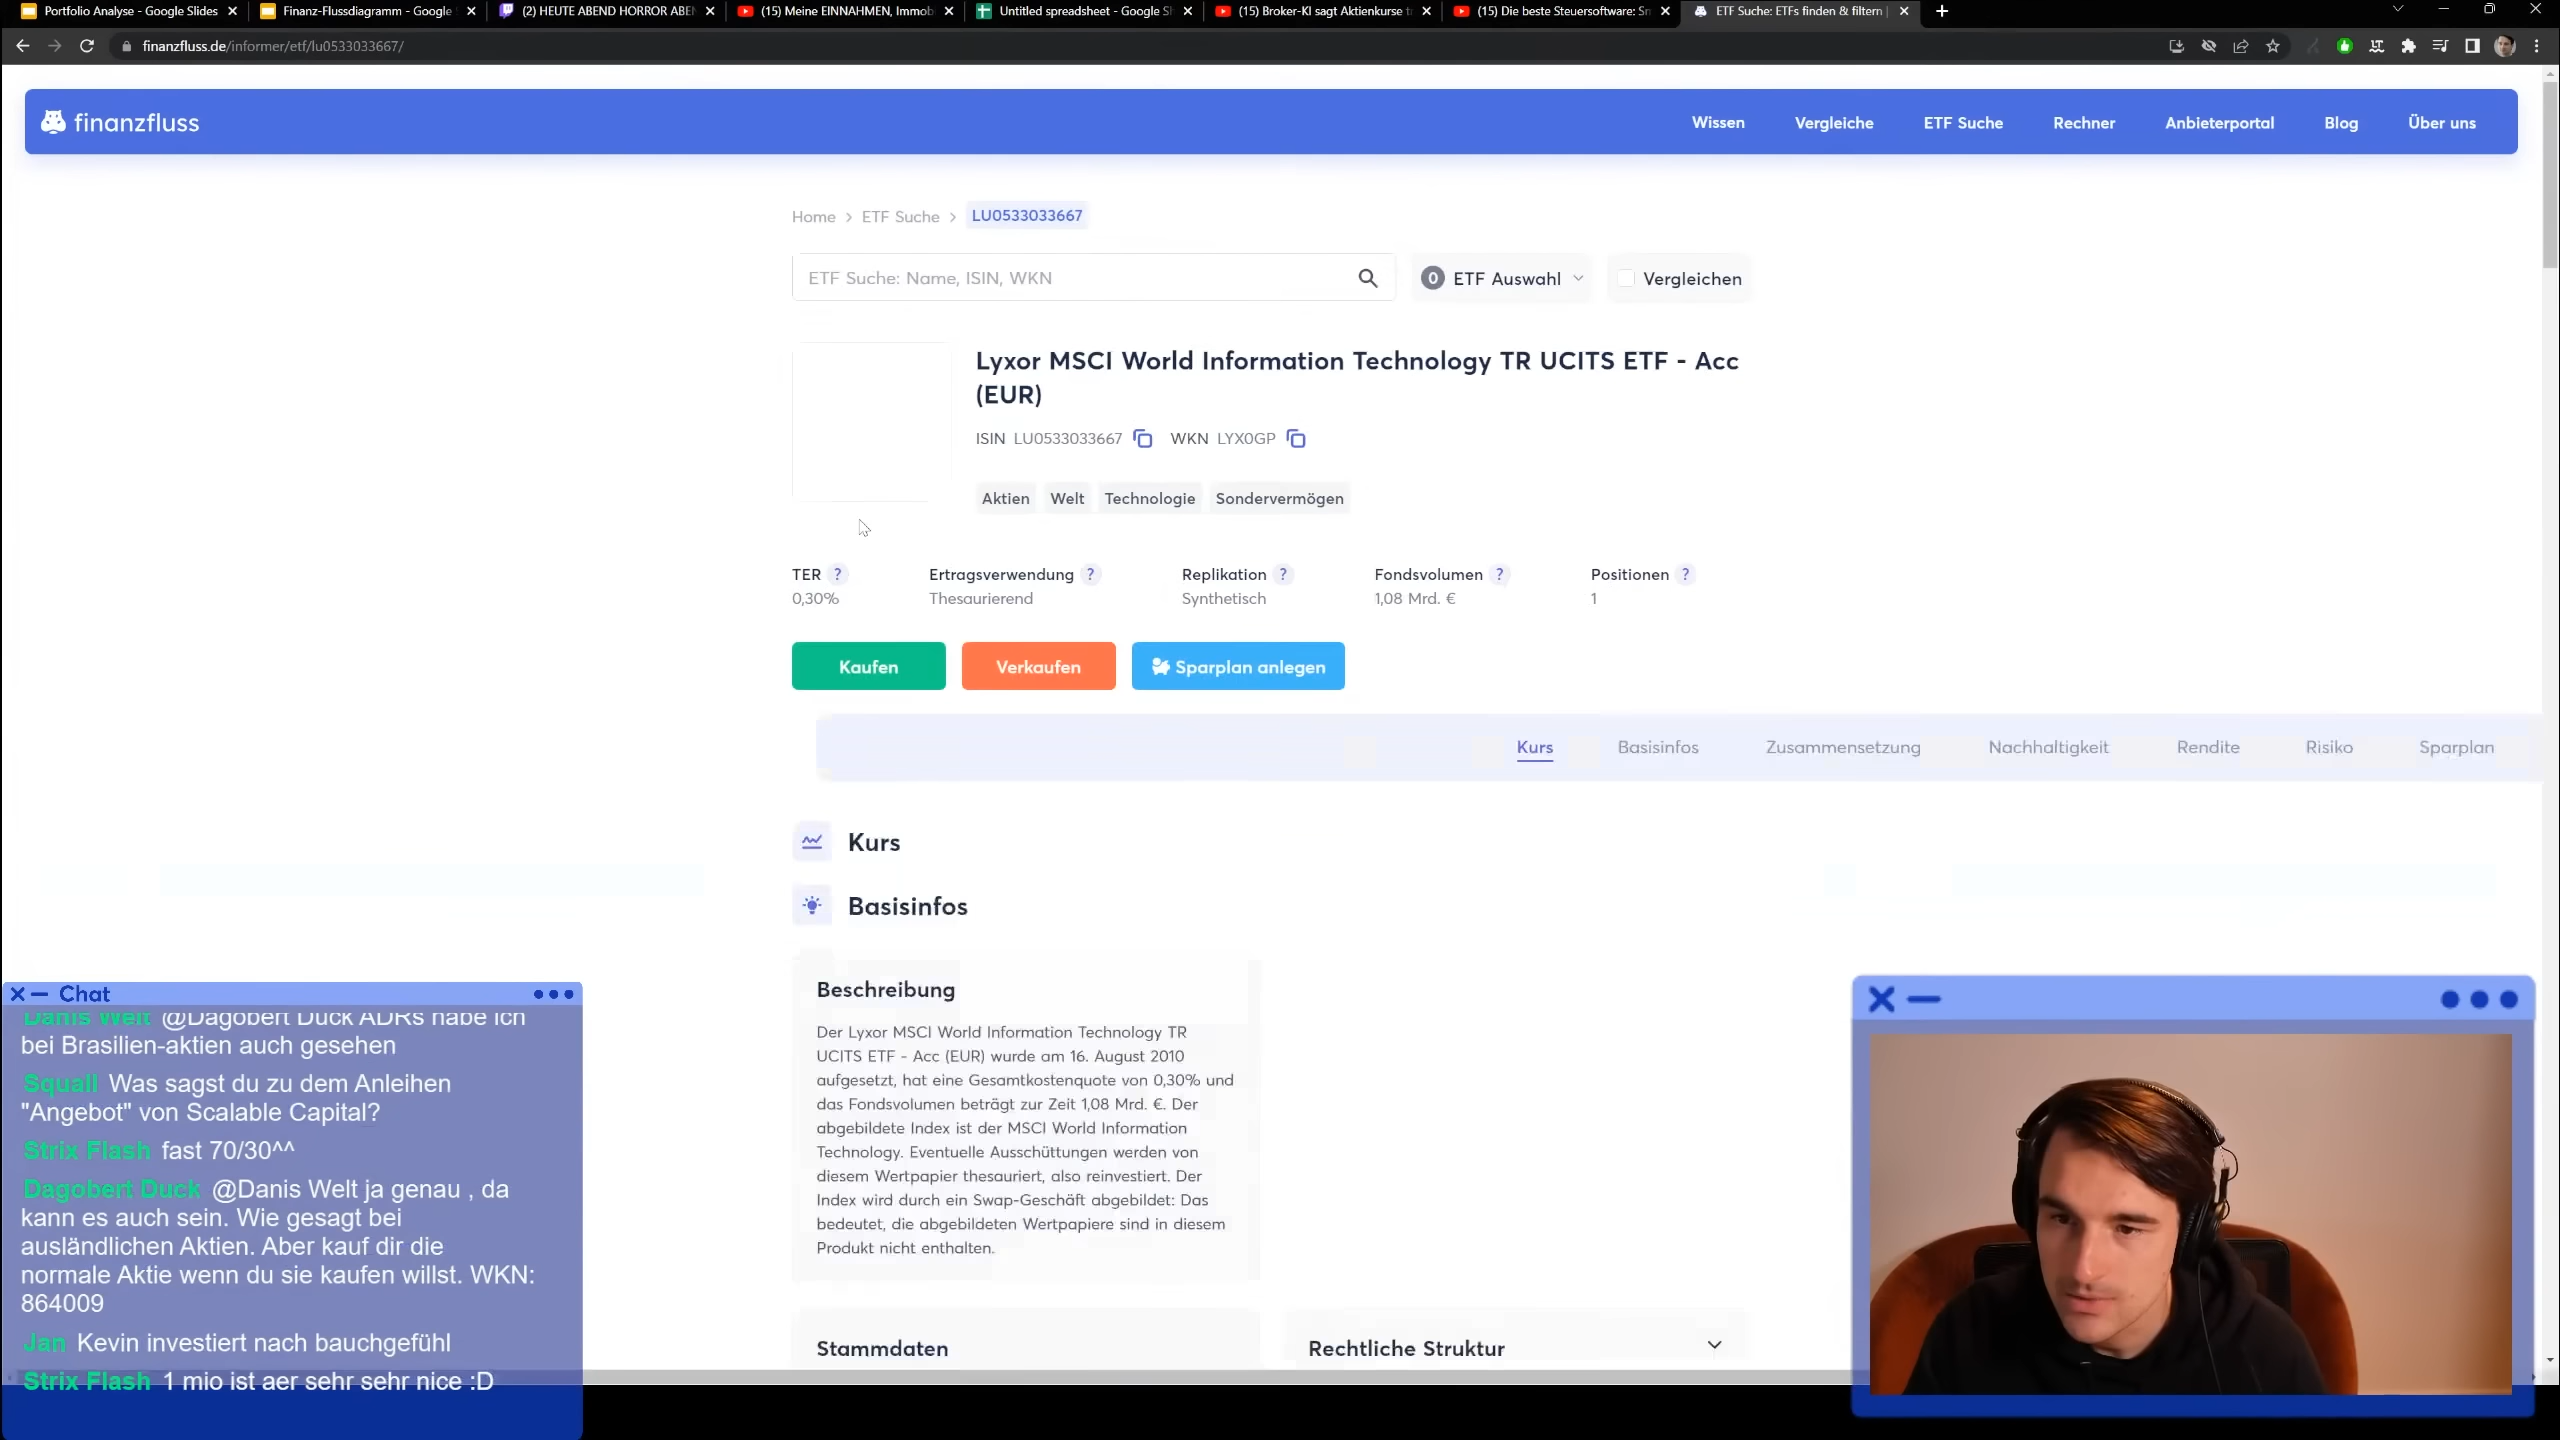 Portfolio Analyse - Google Slides
Finanz-Flussdiagramm - Google
(2) HEUTE ABEND HORROR ABE
(15) Meine EINNAHMEN, Immob
Untitled spreadsheet - Google Sh
(15) Broker-KI sagt Aktienkurse
(15) Die beste Steuersoftware:
ETF Suche: ETFs finden & filtern |
finanzfluss.de/informer/etf/lu0533033667/
finanzfluss
Wissen
Vergleiche
ETF Suche
Rechner
Anbieterportal
Blog
Über uns
Home > ETF Suche > LU0533033667
ETF Suche: Name, ISIN, WKN
0 ETF Auswahl
Vergleichen
Lyxor MSCI World Information Technology TR UCITS ETF - Acc
(EUR)
ISIN LU0533033667 WKN LYX0GP
Aktien Welt Technologie Sondervermögen
TER ? Ertragsverwendung ? Replikation ? Fondsvolumen ? Positionen ?
0,30% Thesaurierend Synthetisch 1,08 Mrd. € 1
Kaufen
Verkaufen
Sparplan anlegen
Kurs Basisinfos Zusammensetzung Nachhaltigkeit Rendite Risiko Sparplan
Kurs
Basisinfos
Beschreibung
Der Lyxor MSCI World Information Technology TR
UCITS ETF - Acc (EUR) wurde am 16. August 2010
aufgesetzt, hat eine Gesamtkostenquote von 0,30% und
das Fondsvolumen beträgt zur Zeit 1,08 Mrd. €. Der
abgebildete Index ist der MSCI World Information
Technology. Eventuelle Ausschüttungen werden von
diesem Wertpapier thesauriert, also reinvestiert. Der
Index wird durch ein Swap-Geschäft abgebildet: Das
bedeutet, die abgebildeten Wertpapiere sind in diesem
Produkt nicht enthalten.
Stammdaten
Rechtliche Struktur
Chat
Danis Welt @Dagobert Duck ADRs habe ich
bei Brasilien-aktien auch gesehen
Squall Was sagst du zu dem Anleihen
"Angebot" von Scalable Capital?
Strix Flash fast 70/30^^
Dagobert Duck @Danis Welt ja genau , da
kann es auch sein. Wie gesagt bei
ausländlichen Aktien. Aber kauf dir die
normale Aktie wenn du sie kaufen willst. WKN:
864009
Jan Kevin investiert nach bauchgefühl
Strix Flash 1 mio ist aer sehr sehr nice :D